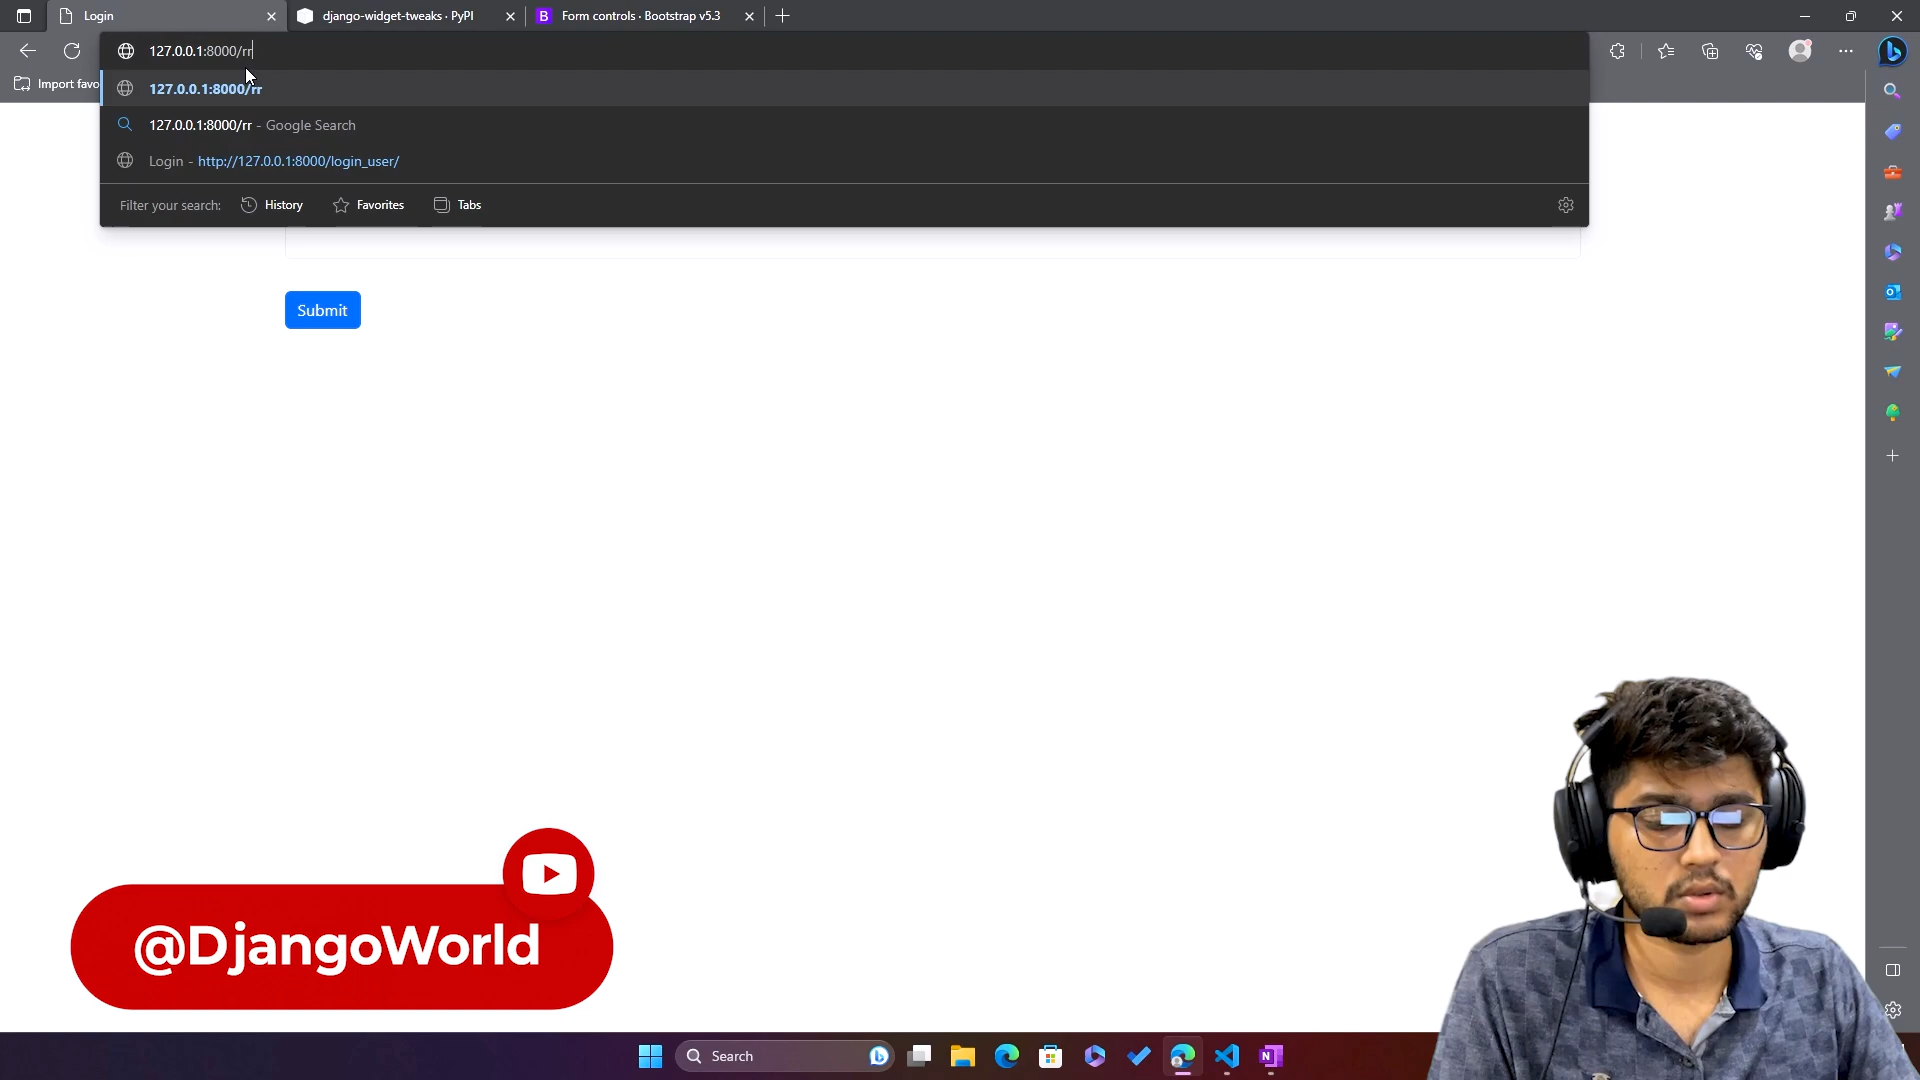 Login
django-widget-tweaks · PyPI
B
Form controls · Bootstrap v5.3
127.0.0.1:8000/rr
Import favo
127.0.0.1:8000/rr
127.0.0.1:8000/rr - Google Search
Login - http://127.0.0.1:8000/login_user/
Filter your search:
History
Favorites
Tabs
Submit
@DjangoWorld
Search
N